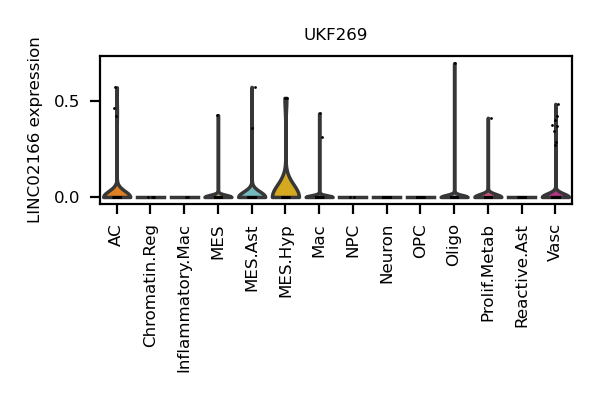 UKF269
LINC02166 expression
0.5
0.0
AC
Chromatin.Reg
Inflammatory.Mac
MES
MES.Ast
MES.Hyp
Mac
NPC
Neuron
OPC
Oligo
Prolif.Metab
Reactive.Ast
Vasc